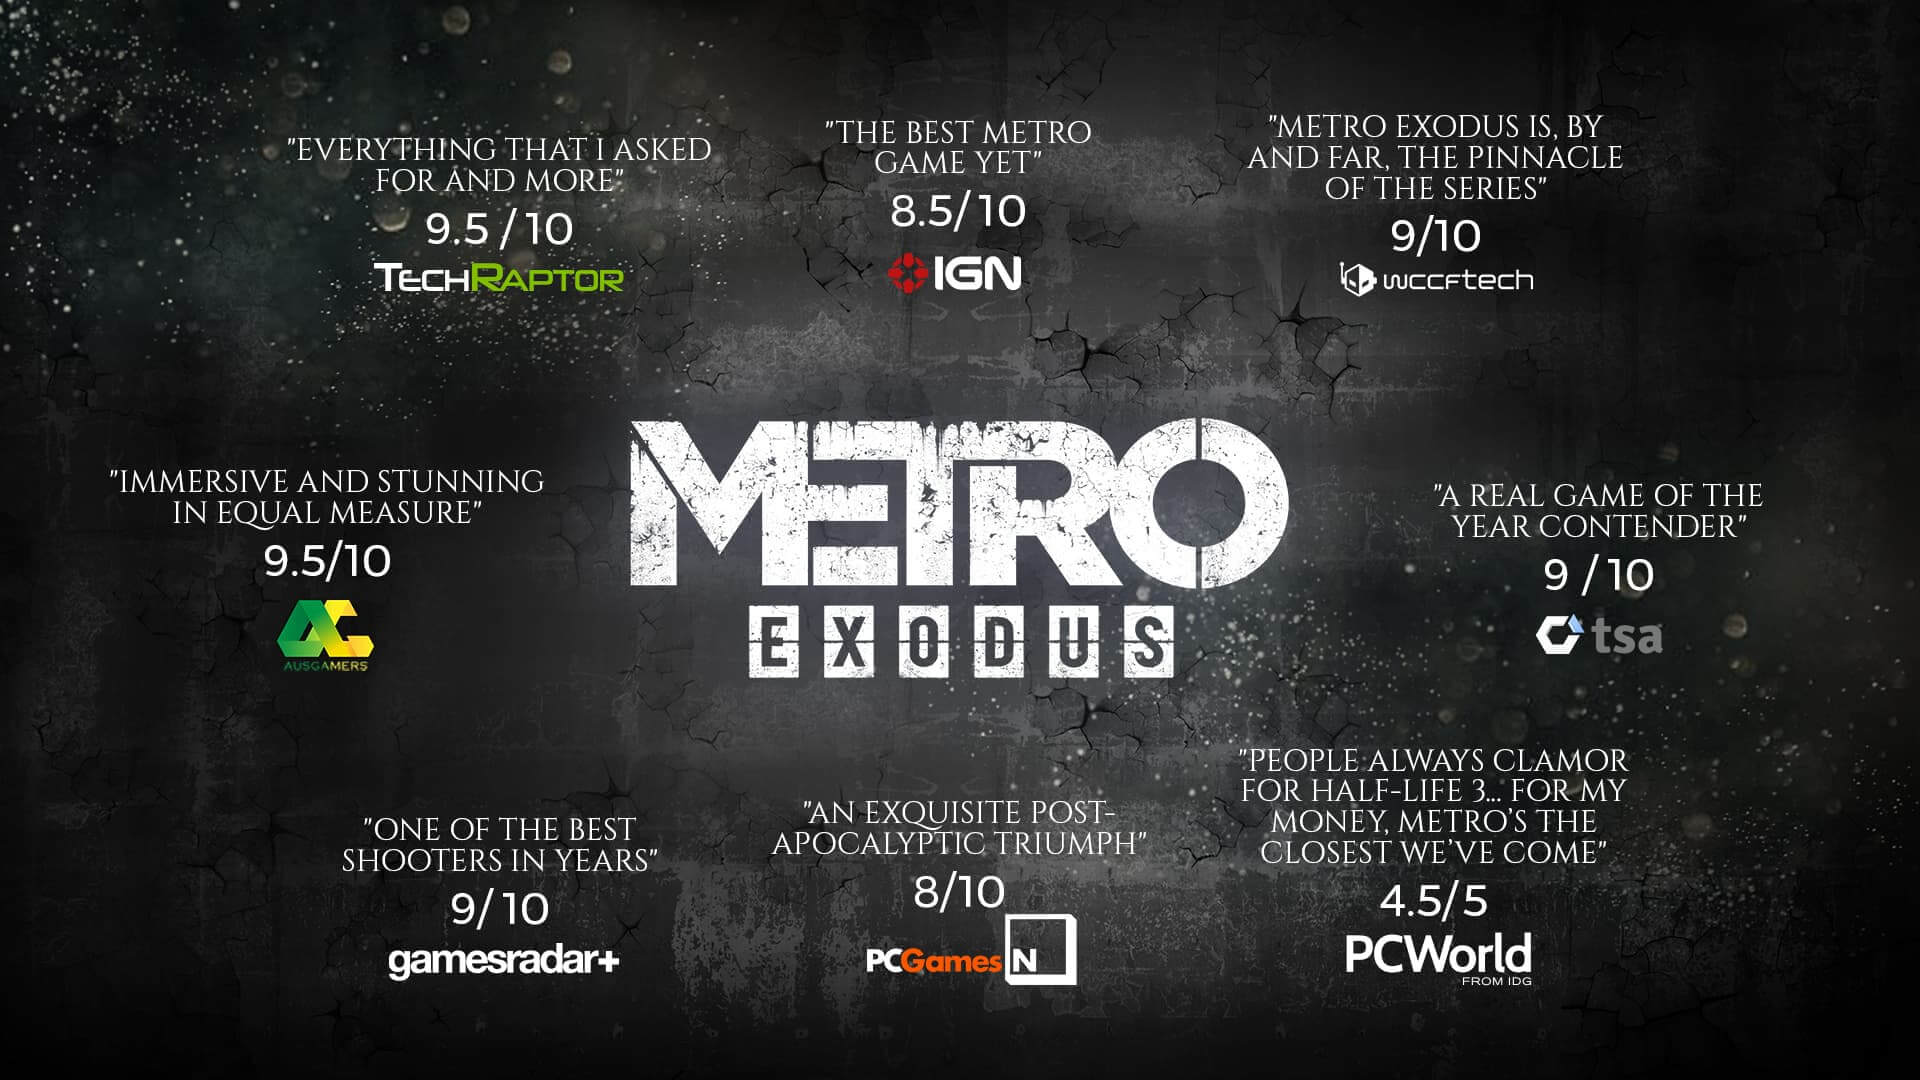 "EVERYTHING THAT I ASKED
FOR AND MORE"
9.5 / 10
TECHRAPTOR
"THE BEST METRO
GAME YET"
8.5/ 10
IGN
"METRO EXODUS IS, BY
AND FAR, THE PINNACLE
OF THE SERIES"
9/10
wccftech
"IMMERSIVE AND STUNNING
IN EQUAL MEASURE"
9.5/10
AG
AUSGAMERS
METRO
EXODUS
"A REAL GAME OF THE
YEAR CONTENDER"
9 / 10
tsa
"ONE OF THE BEST
SHOOTERS IN YEARS"
9/ 10
gamesradar+
"AN EXQUISITE POST-
APOCALYPTIC TRIUMPH"
8/10
PCGamesN
"PEOPLE ALWAYS CLAMOR
FOR HALF-LIFE 3... FOR MY
MONEY, METRO'S THE
CLOSEST WE'VE COME"
4.5/5
PCWorld
FROM IDG